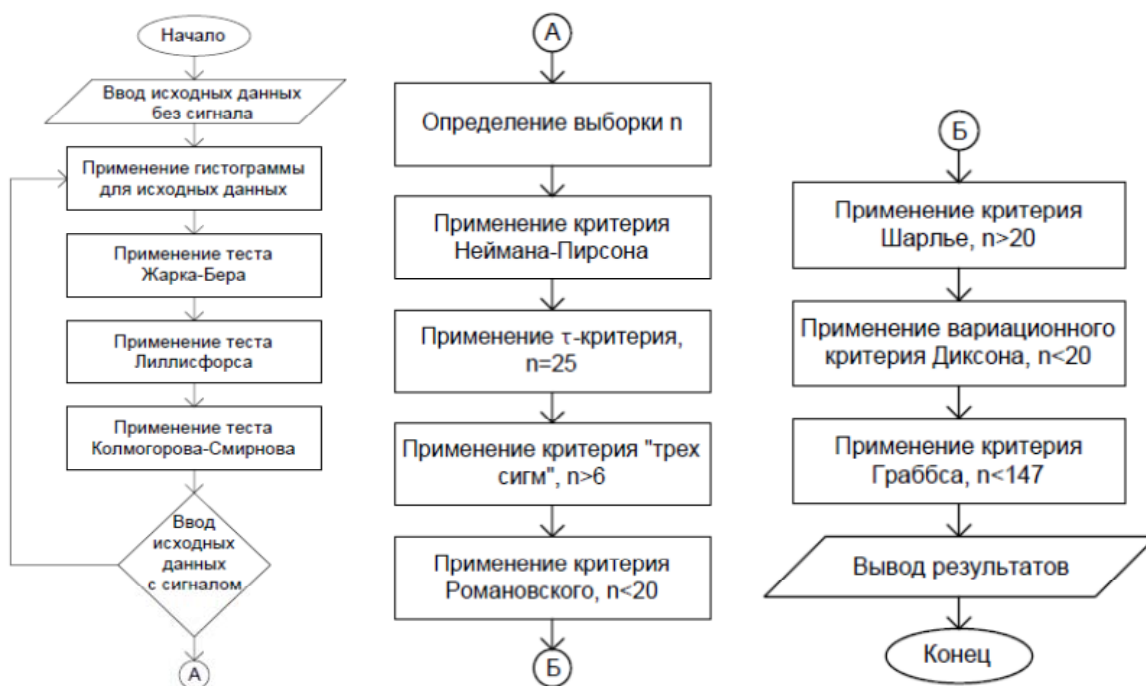 Начало
Ввод исходных данных
без сигнала
Применение гистограммы
для исходных данных
Применение теста
Жарка-Бера
Применение теста
Лиллисфорса
Применение теста
Колмогорова-Смирнова
Ввод
исходных
данных
с сигналом
А
А
Определение выборки n
Применение критерия
Неймана-Пирсона
Применение τ-критерия,
n=25
Применение критерия "трех
сигм", n>6
Применение критерия
Романовского, n<20
Б
Б
Применение критерия
Шарлье, n>20
Применение вариационного
критерия Диксона, n<20
Применение критерия
Граббса, n<147
Вывод результатов
Конец